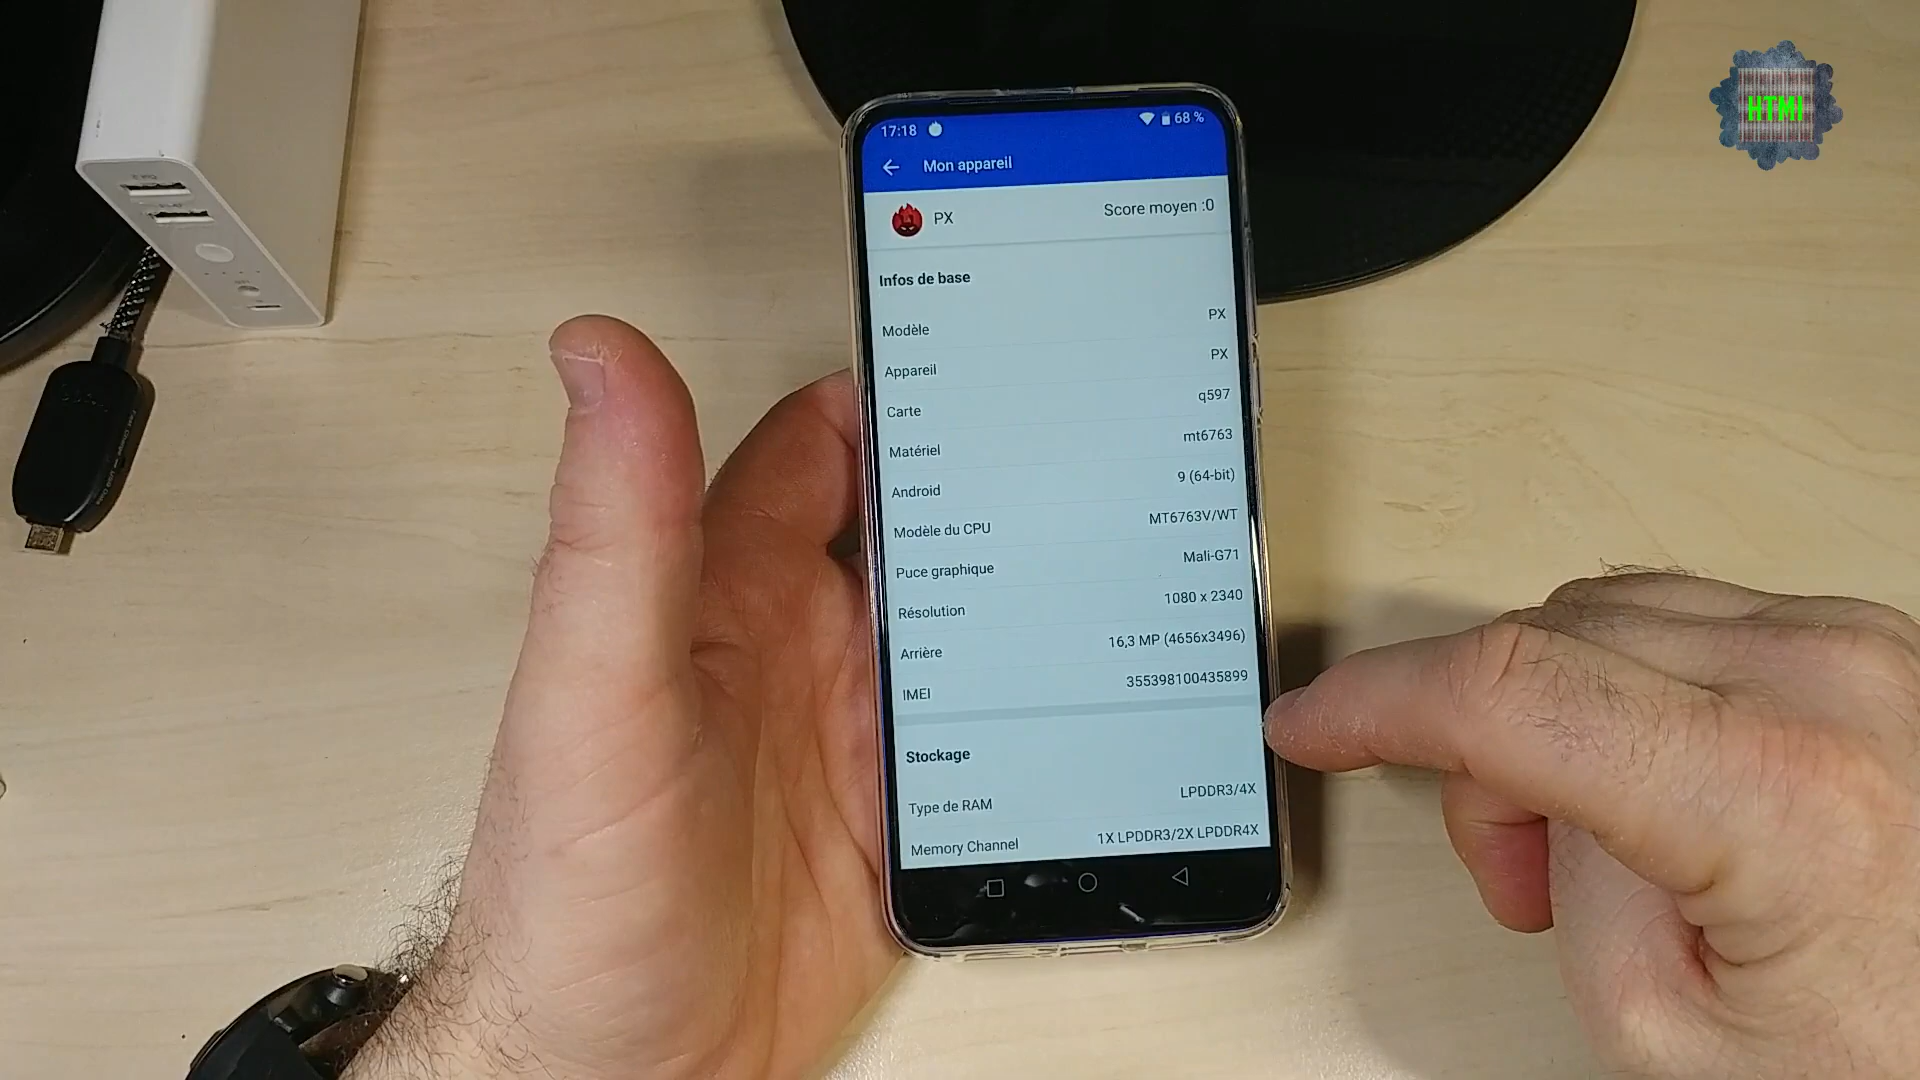 HTMI
17:18
68 %
Mon appareil
PX
Score moyen :0
Infos de base
Modèle PX
Appareil PX
Carte q597
Matériel mt6763
Android 9 (64-bit)
Modèle du CPU MT6763V/WT
Puce graphique Mali-G71
Résolution 1080 x 2340
Arrière 16,3 MP (4656x3496)
IMEI 355398100435899
Stockage
Type de RAM LPDDR3/4X
Memory Channel 1X LPDDR3/2X LPDDR4X